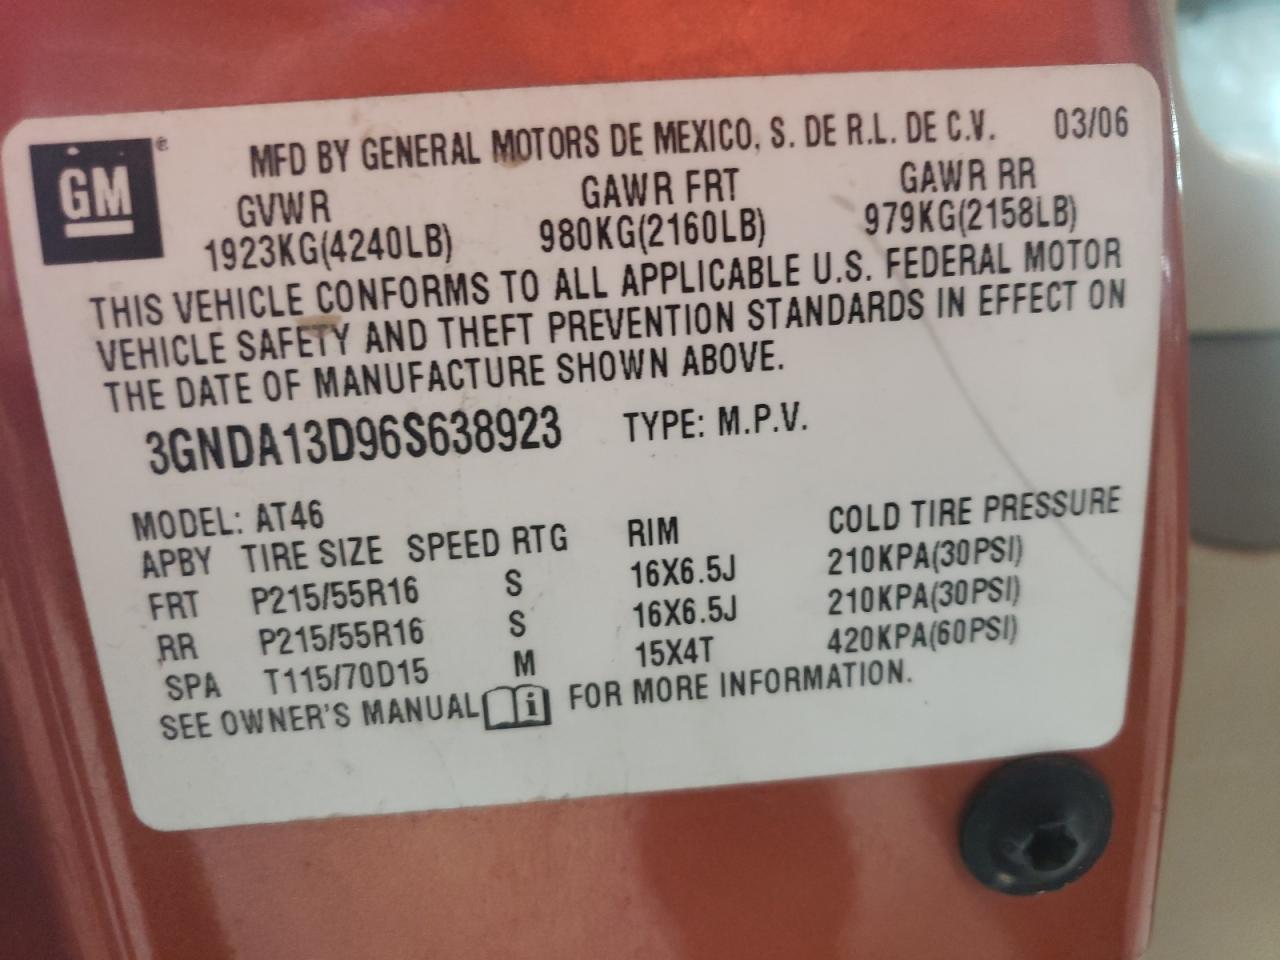 GM ®
MFD BY GENERAL MOTORS DE MEXICO, S. DE R.L. DE C.V. 03/06
GVWR GAWR FRT GAWR RR
1923KG(4240LB) 980KG(2160LB) 979KG(2158LB)
THIS VEHICLE CONFORMS TO ALL APPLICABLE U.S. FEDERAL MOTOR
VEHICLE SAFETY AND THEFT PREVENTION STANDARDS IN EFFECT ON
THE DATE OF MANUFACTURE SHOWN ABOVE.
3GNDA13D96S638923 TYPE: M.P.V.
MODEL: AT46
APBY TIRE SIZE SPEED RTG RIM COLD TIRE PRESSURE
FRT P215/55R16 S 16X6.5J 210KPA(30PSI)
RR P215/55R16 S 16X6.5J 210KPA(30PSI)
SPA T115/70D15 M 15X4T 420KPA(60PSI)
SEE OWNER'S MANUAL i FOR MORE INFORMATION.